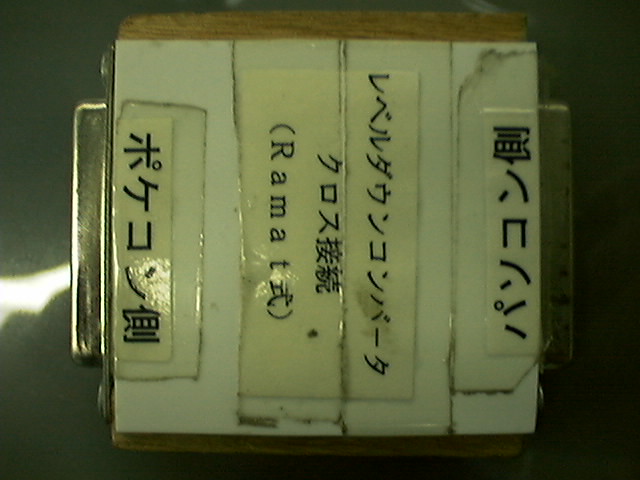 ポケコン側
レベルダウンコンバータ
クロス接続
(Ramat式)
パソコン側